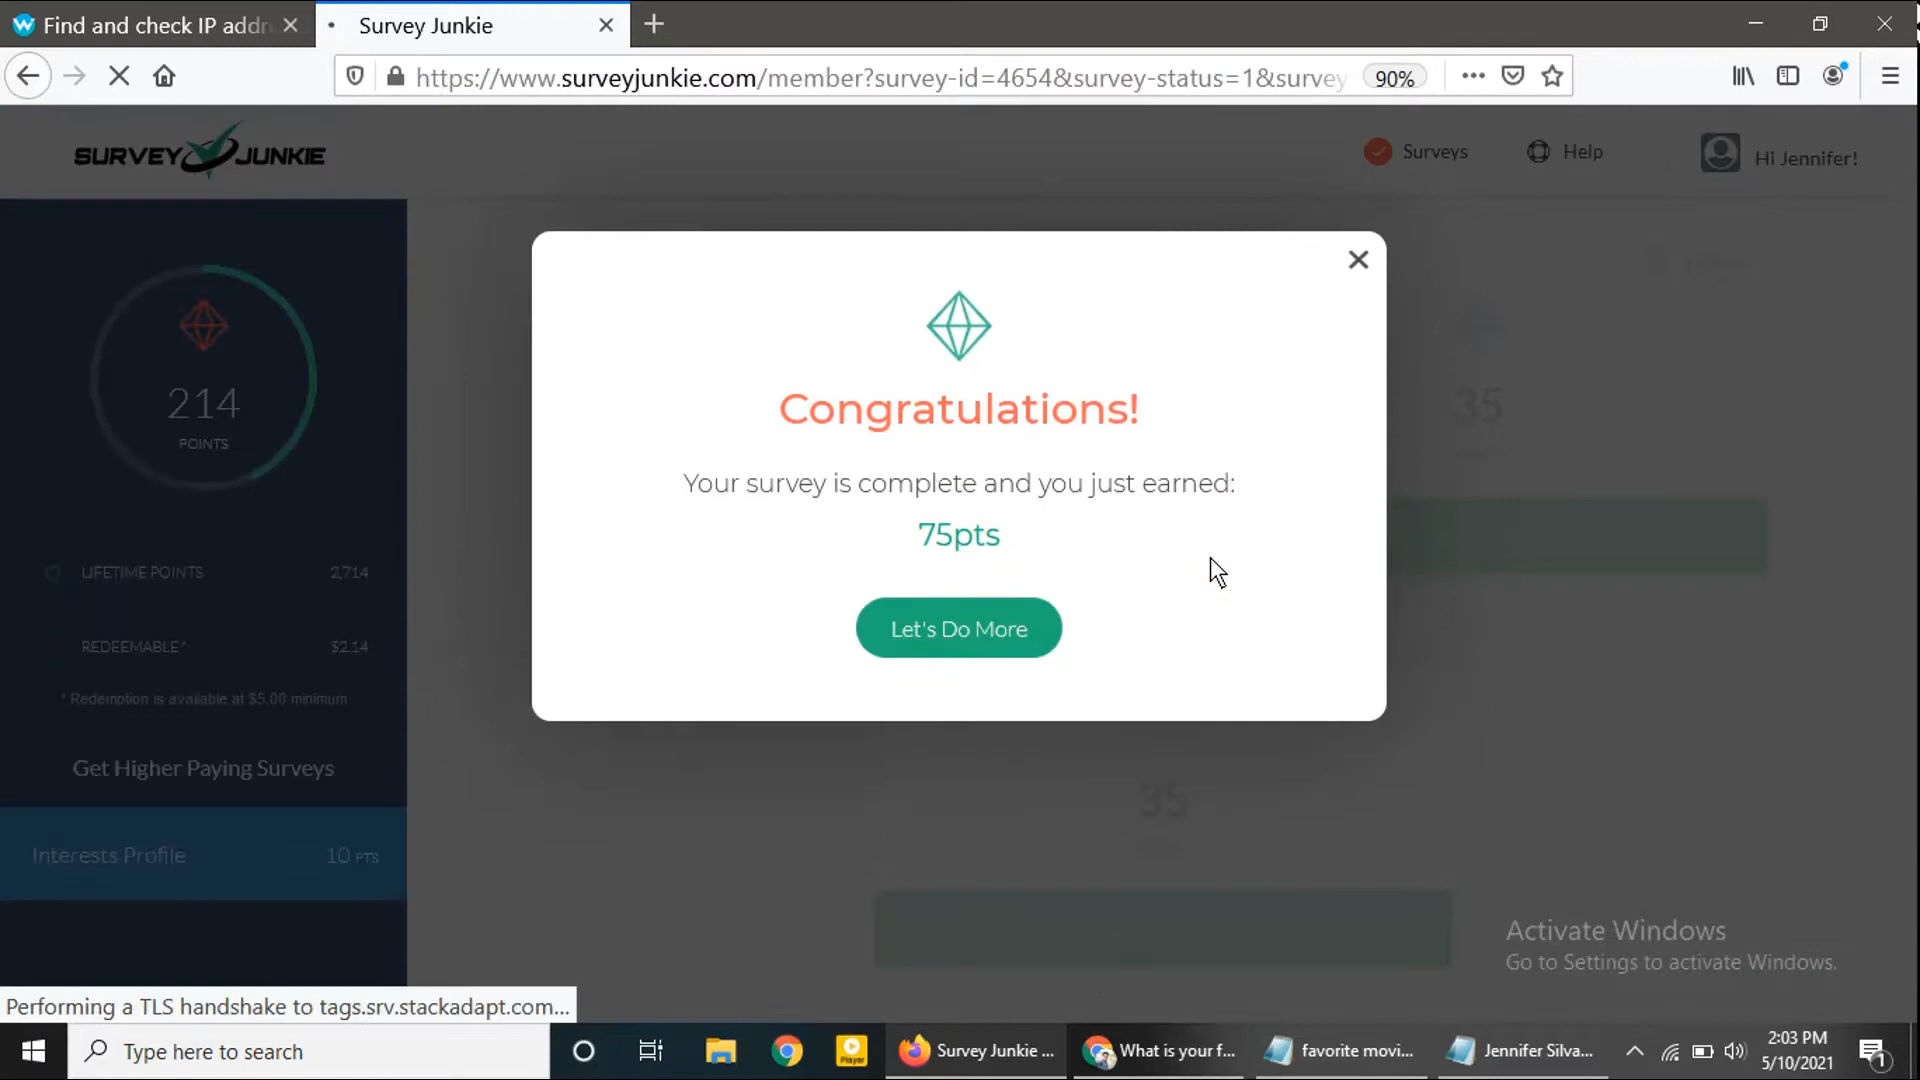 Find and check IP addr
Survey Junkie
https://www.surveyjunkie.com/member?survey-id=4654&survey-status=1&survey
90%
SURVEY JUNKIE
Surveys
Help
Hi Jennifer!
214
POINTS
LIFETIME POINTS 2,714
REDEEMABLE* $2.14
* Redemption is available at $5.00 minimum
Get Higher Paying Surveys
Interests Profile 10 PTS
Congratulations!
Your survey is complete and you just earned:
75pts
Let's Do More
35
35
Activate Windows
Go to Settings to activate Windows.
Performing a TLS handshake to tags.srv.stackadapt.com...
Type here to search
Player
Survey Junkie ...
What is your f...
favorite movi...
Jennifer Silva...
2:03 PM
5/10/2021
1